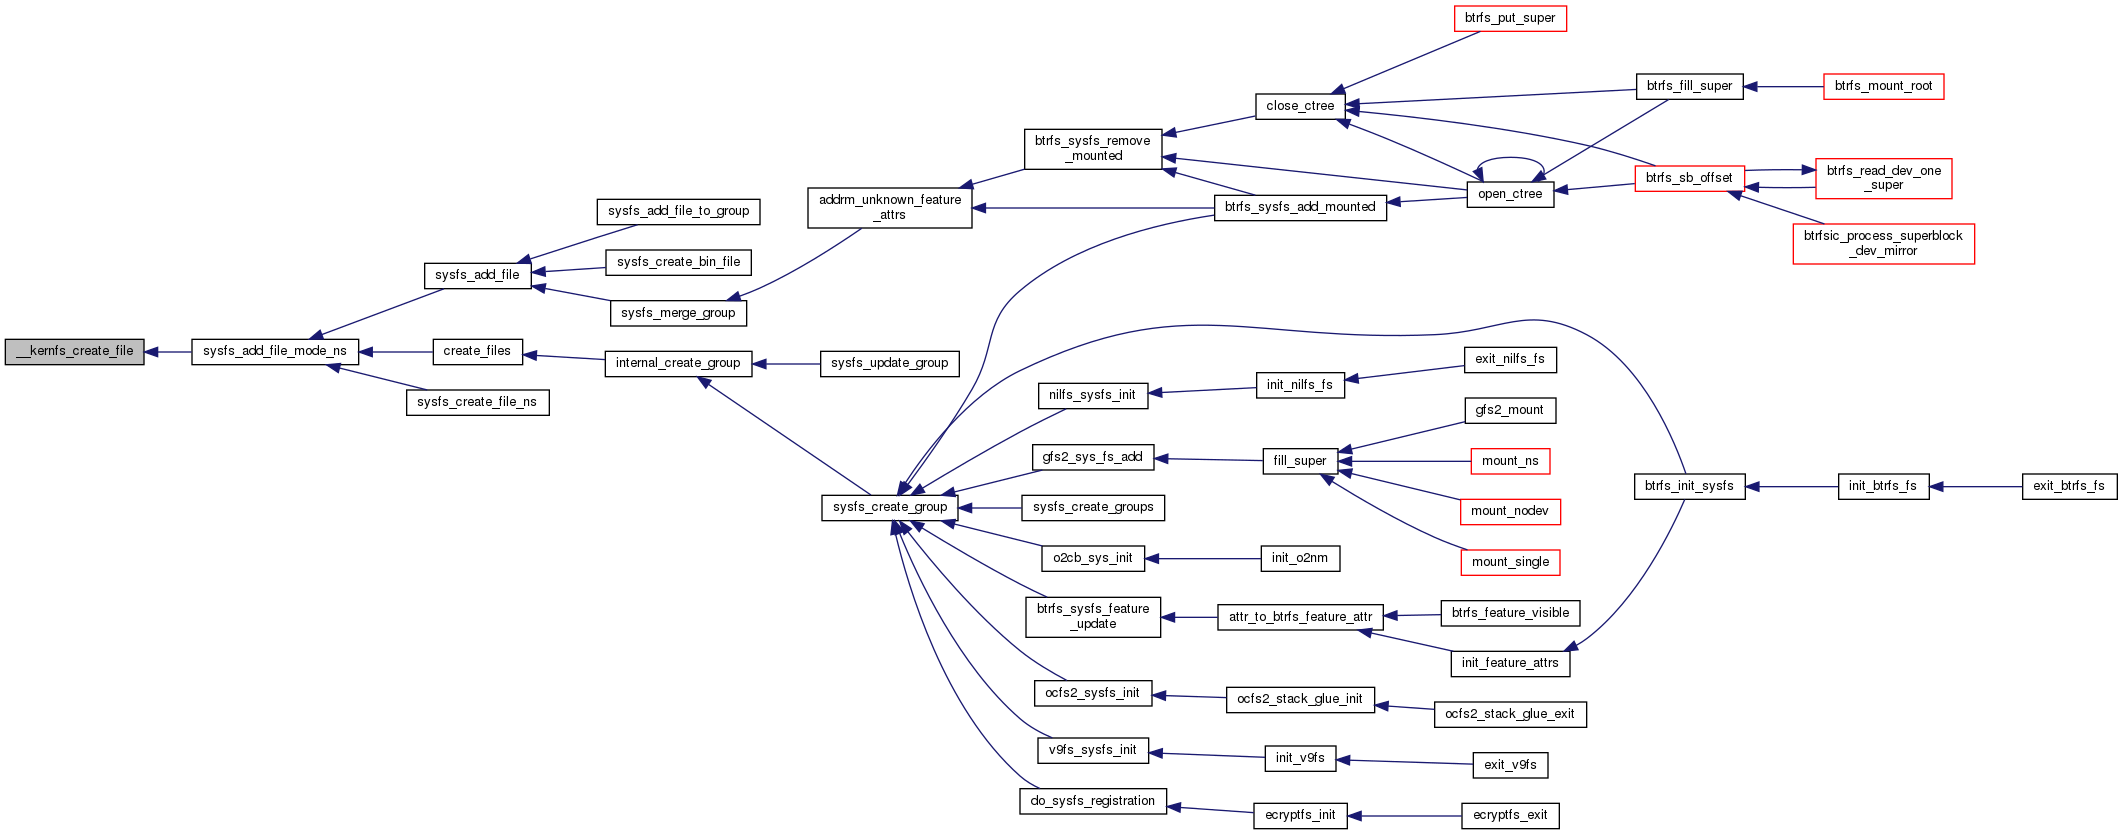 btrfs_put_super
btrfs_fill_super
btrfs_mount_root
close_ctree
btrfs_sysfs_remove
_mounted
btrfs_sb_offset
btrfs_read_dev_one
_super
open_ctree
addrm_unknown_feature
_attrs
btrfs_sysfs_add_mounted
btrfsic_process_superblock
_dev_mirror
sysfs_add_file_to_group
sysfs_create_bin_file
sysfs_add_file
sysfs_merge_group
__kernfs_create_file
sysfs_add_file_mode_ns
create_files
internal_create_group
sysfs_update_group
sysfs_create_file_ns
exit_nilfs_fs
nilfs_sysfs_init
init_nilfs_fs
gfs2_mount
gfs2_sys_fs_add
fill_super
mount_ns
mount_nodev
mount_single
btrfs_init_sysfs
init_btrfs_fs
exit_btrfs_fs
sysfs_create_group
sysfs_create_groups
o2cb_sys_init
init_o2nm
btrfs_sysfs_feature
_update
attr_to_btrfs_feature_attr
btrfs_feature_visible
init_feature_attrs
ocfs2_sysfs_init
ocfs2_stack_glue_init
ocfs2_stack_glue_exit
v9fs_sysfs_init
init_v9fs
exit_v9fs
do_sysfs_registration
ecryptfs_init
ecryptfs_exit